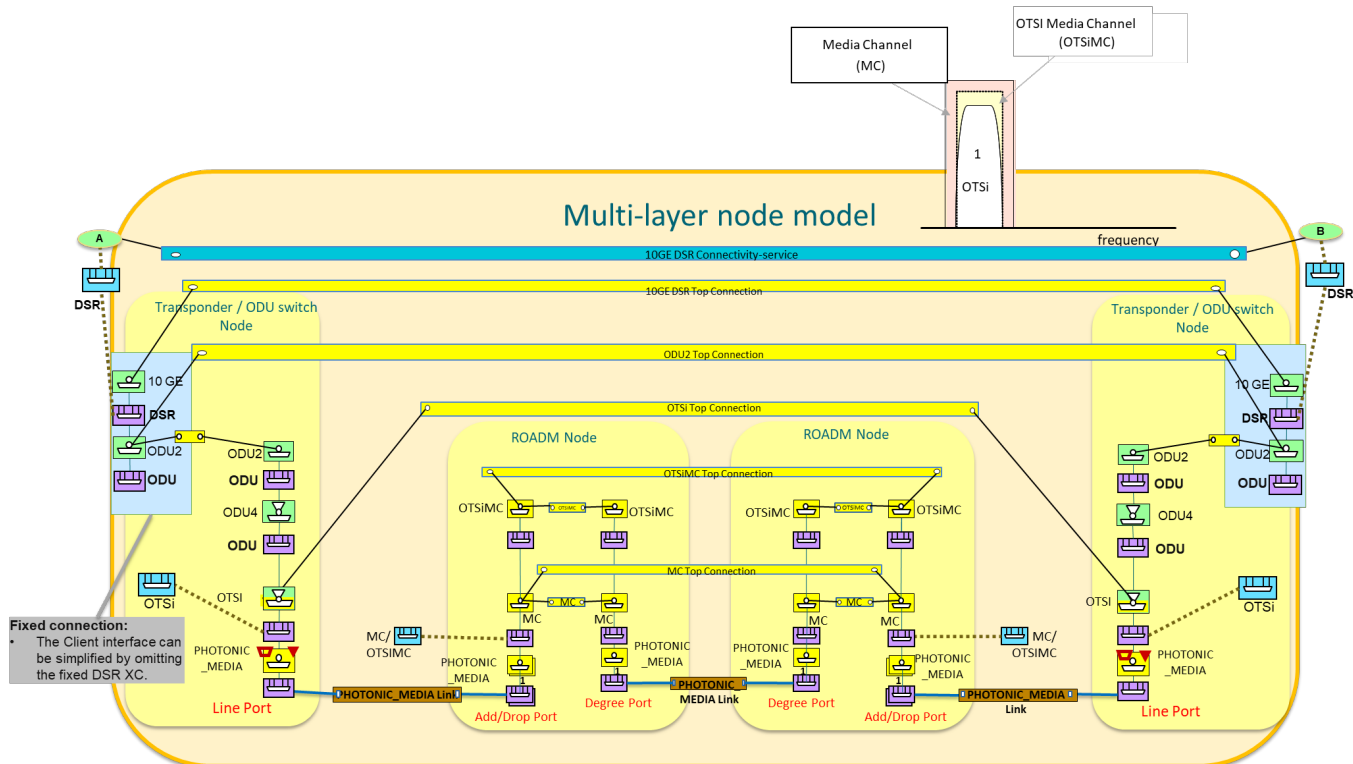 OTSI Media Channel
(OTSiMC)
Media Channel
(MC)
1
OTSi
frequency
Multi-layer node model
A
B
10GE DSR Connectivity-service
DSR
DSR
10GE DSR Top Connection
Transponder / ODU switch
Node
Transponder / ODU switch
Node
ODU2 Top Connection
10 GE
10 GE
DSR
DSR
OTSi Top Connection
ROADM Node
ROADM Node
ODU2
ODU2
ODU2
ODU2
ODU
ODU
ODU
ODU
OTSiMC Top Connection
ODU4
ODU4
OTSiMC
OTSiMC
OTSiMC
OTSiMC
OTSiMC
OTSiMC
ODU
ODU
MC Top Connection
OTSi
OTSI
OTSI
OTSi
MC
MC
MC
MC
MC
MC
Fixed connection:
• The Client interface can
be simplified by omitting
the fixed DSR XC.
MC/
OTSIMC
MC/
OTSIMC
PHOTONIC
_MEDIA
PHOTONIC
_MEDIA
PHOTONIC
_MEDIA
PHOTONIC
_MEDIA
PHOTONIC
_MEDIA
PHOTONIC
_MEDIA
1
1
1
1
PHOTONIC_MEDIA Link
PHOTONIC_
MEDIA Link
PHOTONIC_MEDIA
Link
Line Port
Add/Drop Port
Degree Port
Degree Port
Add/Drop Port
Line Port